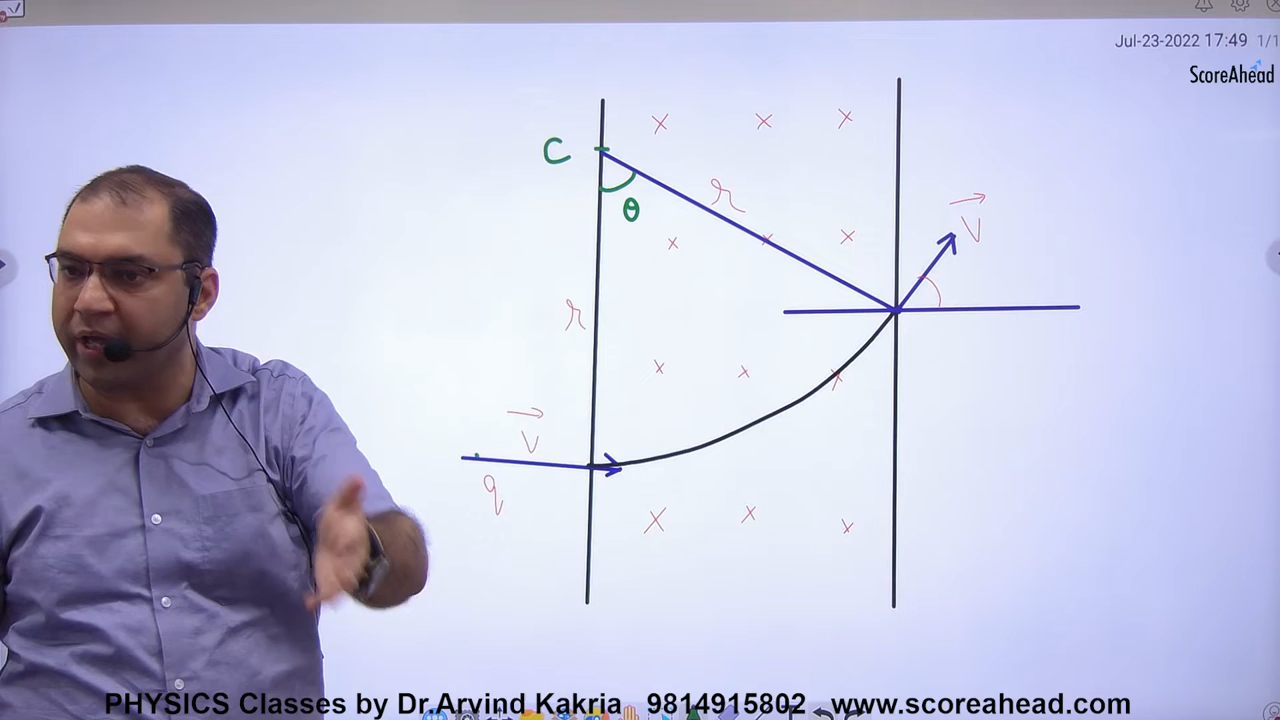 Jul-23-2022 17:49 1/1
ScoreAhead
C
θ
r
V
r
V
q
PHYSICS Classes by Dr.Arvind Kakria 9814915802 www.scoreahead.com